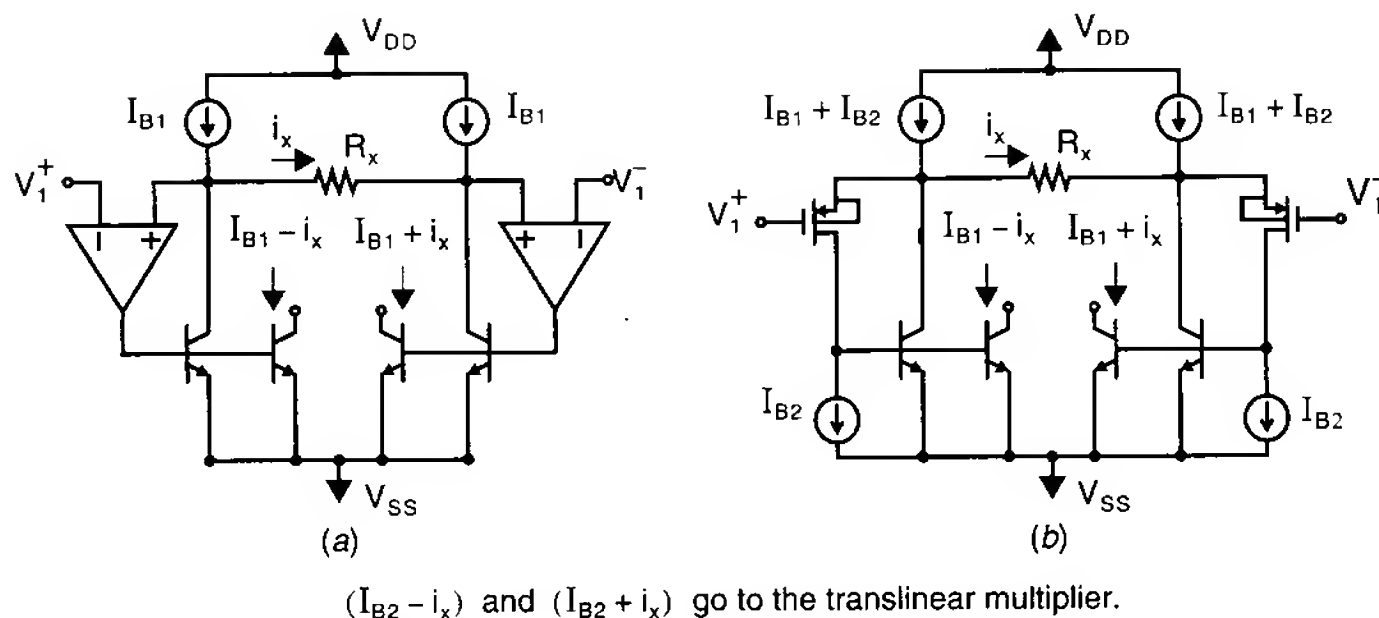 V_DD
V_DD
I_B1
I_B1
I_B1 + I_B2
I_B1 + I_B2
i_x
R_x
i_x
R_x
V_1^+
V_1^-
V_1^+
V_1^-
− +
+ −
I_B1 − i_x
I_B1 + i_x
I_B1 − i_x
I_B1 + i_x
I_B2
I_B2
V_SS
V_SS
(a)
(b)
(I_B2 − i_x) and (I_B2 + i_x) go to the translinear multiplier.